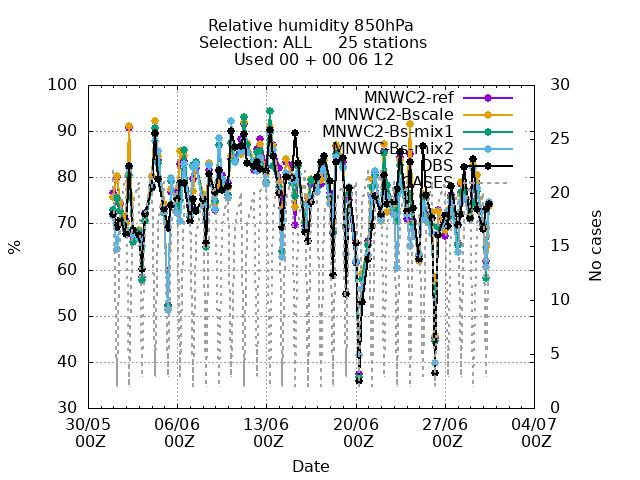 Relative humidity 850hPa
Selection: ALL 25 stations
Used 00 + 00 06 12
100
90
80
70
60
50
40
30
%
30
25
20
15
10
5
0
No cases
MNWC2-ref
MNWC2-Bscale
MNWC2-Bs-mix1
MNWC2-Bs-mix2
OBS
CASES
30/05 06/06 13/06 20/06 27/06 04/07
00Z 00Z 00Z 00Z 00Z 00Z
Date